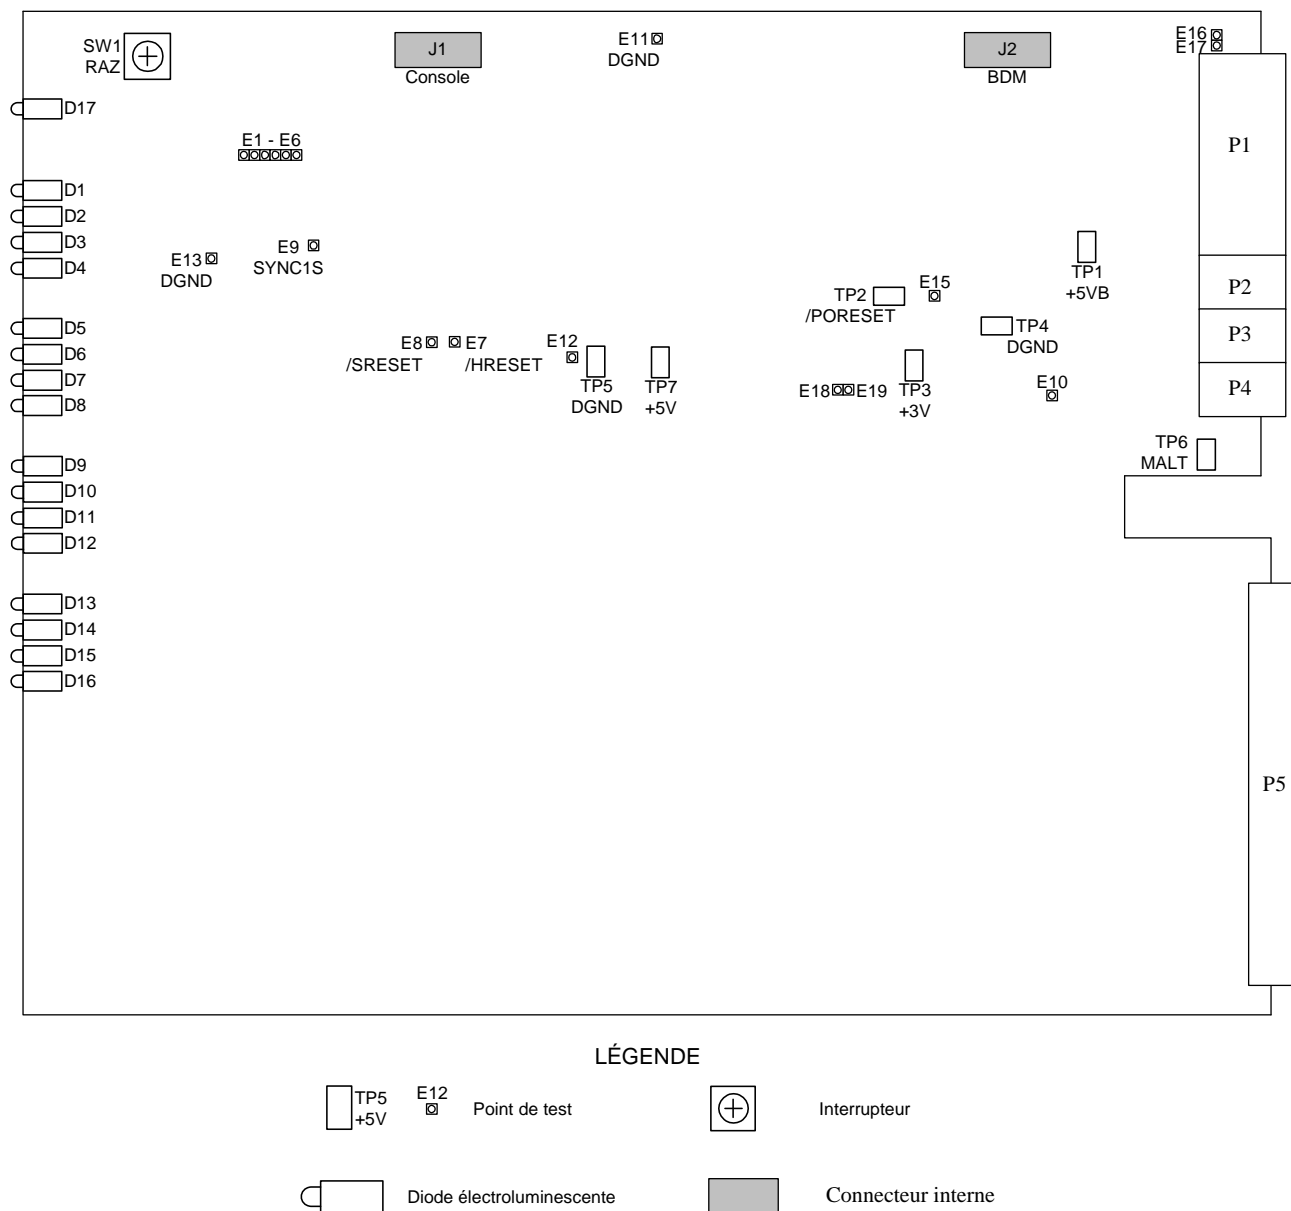 SW1
RAZ
J1
Console
E11
DGND
J2
BDM
E16
E17
D17
E1 - E6
P1
D1
D2
D3
D4
E13
DGND
E9
SYNC1S
TP1
+5VB
P2
TP2
/PORESET
E15
TP4
DGND
P3
D5
D6
D7
D8
E8
/SRESET
E7
/HRESET
E12
TP5
DGND
TP7
+5V
E18
E19
TP3
+3V
E10
P4
TP6
MALT
D9
D10
D11
D12
D13
D14
D15
D16
P5
LÉGENDE
TP5
+5V
E12
Point de test
Interrupteur
Diode électroluminescente
Connecteur interne